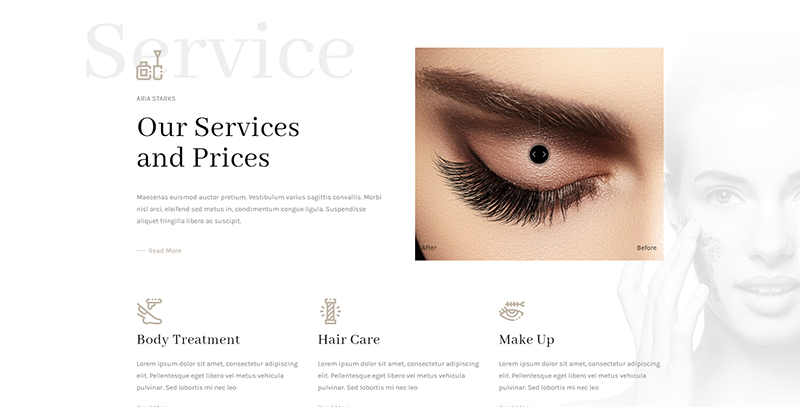 Service
ARIA STARKS
Our Services
and Prices
Maecenas euismod auctor pretium. Vestibulum varius sagittis convallis. Morbi
nisl orci, eleifend sed metus in, condimentum congue ligula. Suspendisse
aliquet fringilla libero ac suscipit.
Read More
After
Before
Body Treatment
Lorem ipsum dolor sit amet, consectetur adipiscing
elit. Pellentesque eget libero vel metus vehicula
pulvinar. Sed lobortis mi nec leo
Hair Care
Lorem ipsum dolor sit amet, consectetur adipiscing
elit. Pellentesque eget libero vel metus vehicula
pulvinar. Sed lobortis mi nec leo
Make Up
Lorem ipsum dolor sit amet, consectetur adipiscing
elit. Pellentesque eget libero vel metus vehicula
pulvinar. Sed lobortis mi nec leo